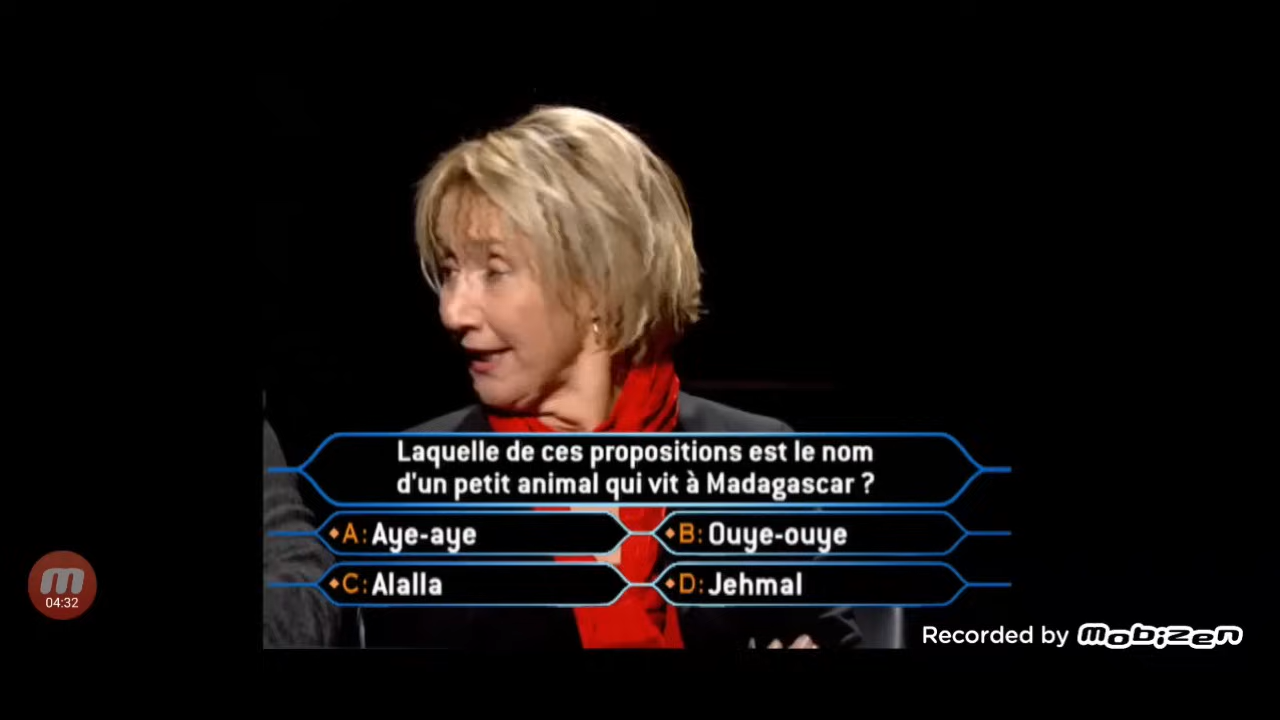 Laquelle de ces propositions est le nom
d'un petit animal qui vit à Madagascar ?
A: Aye-aye
B: Ouye-ouye
C: Alalla
D: Jehmal
04:32
Recorded by mobizen